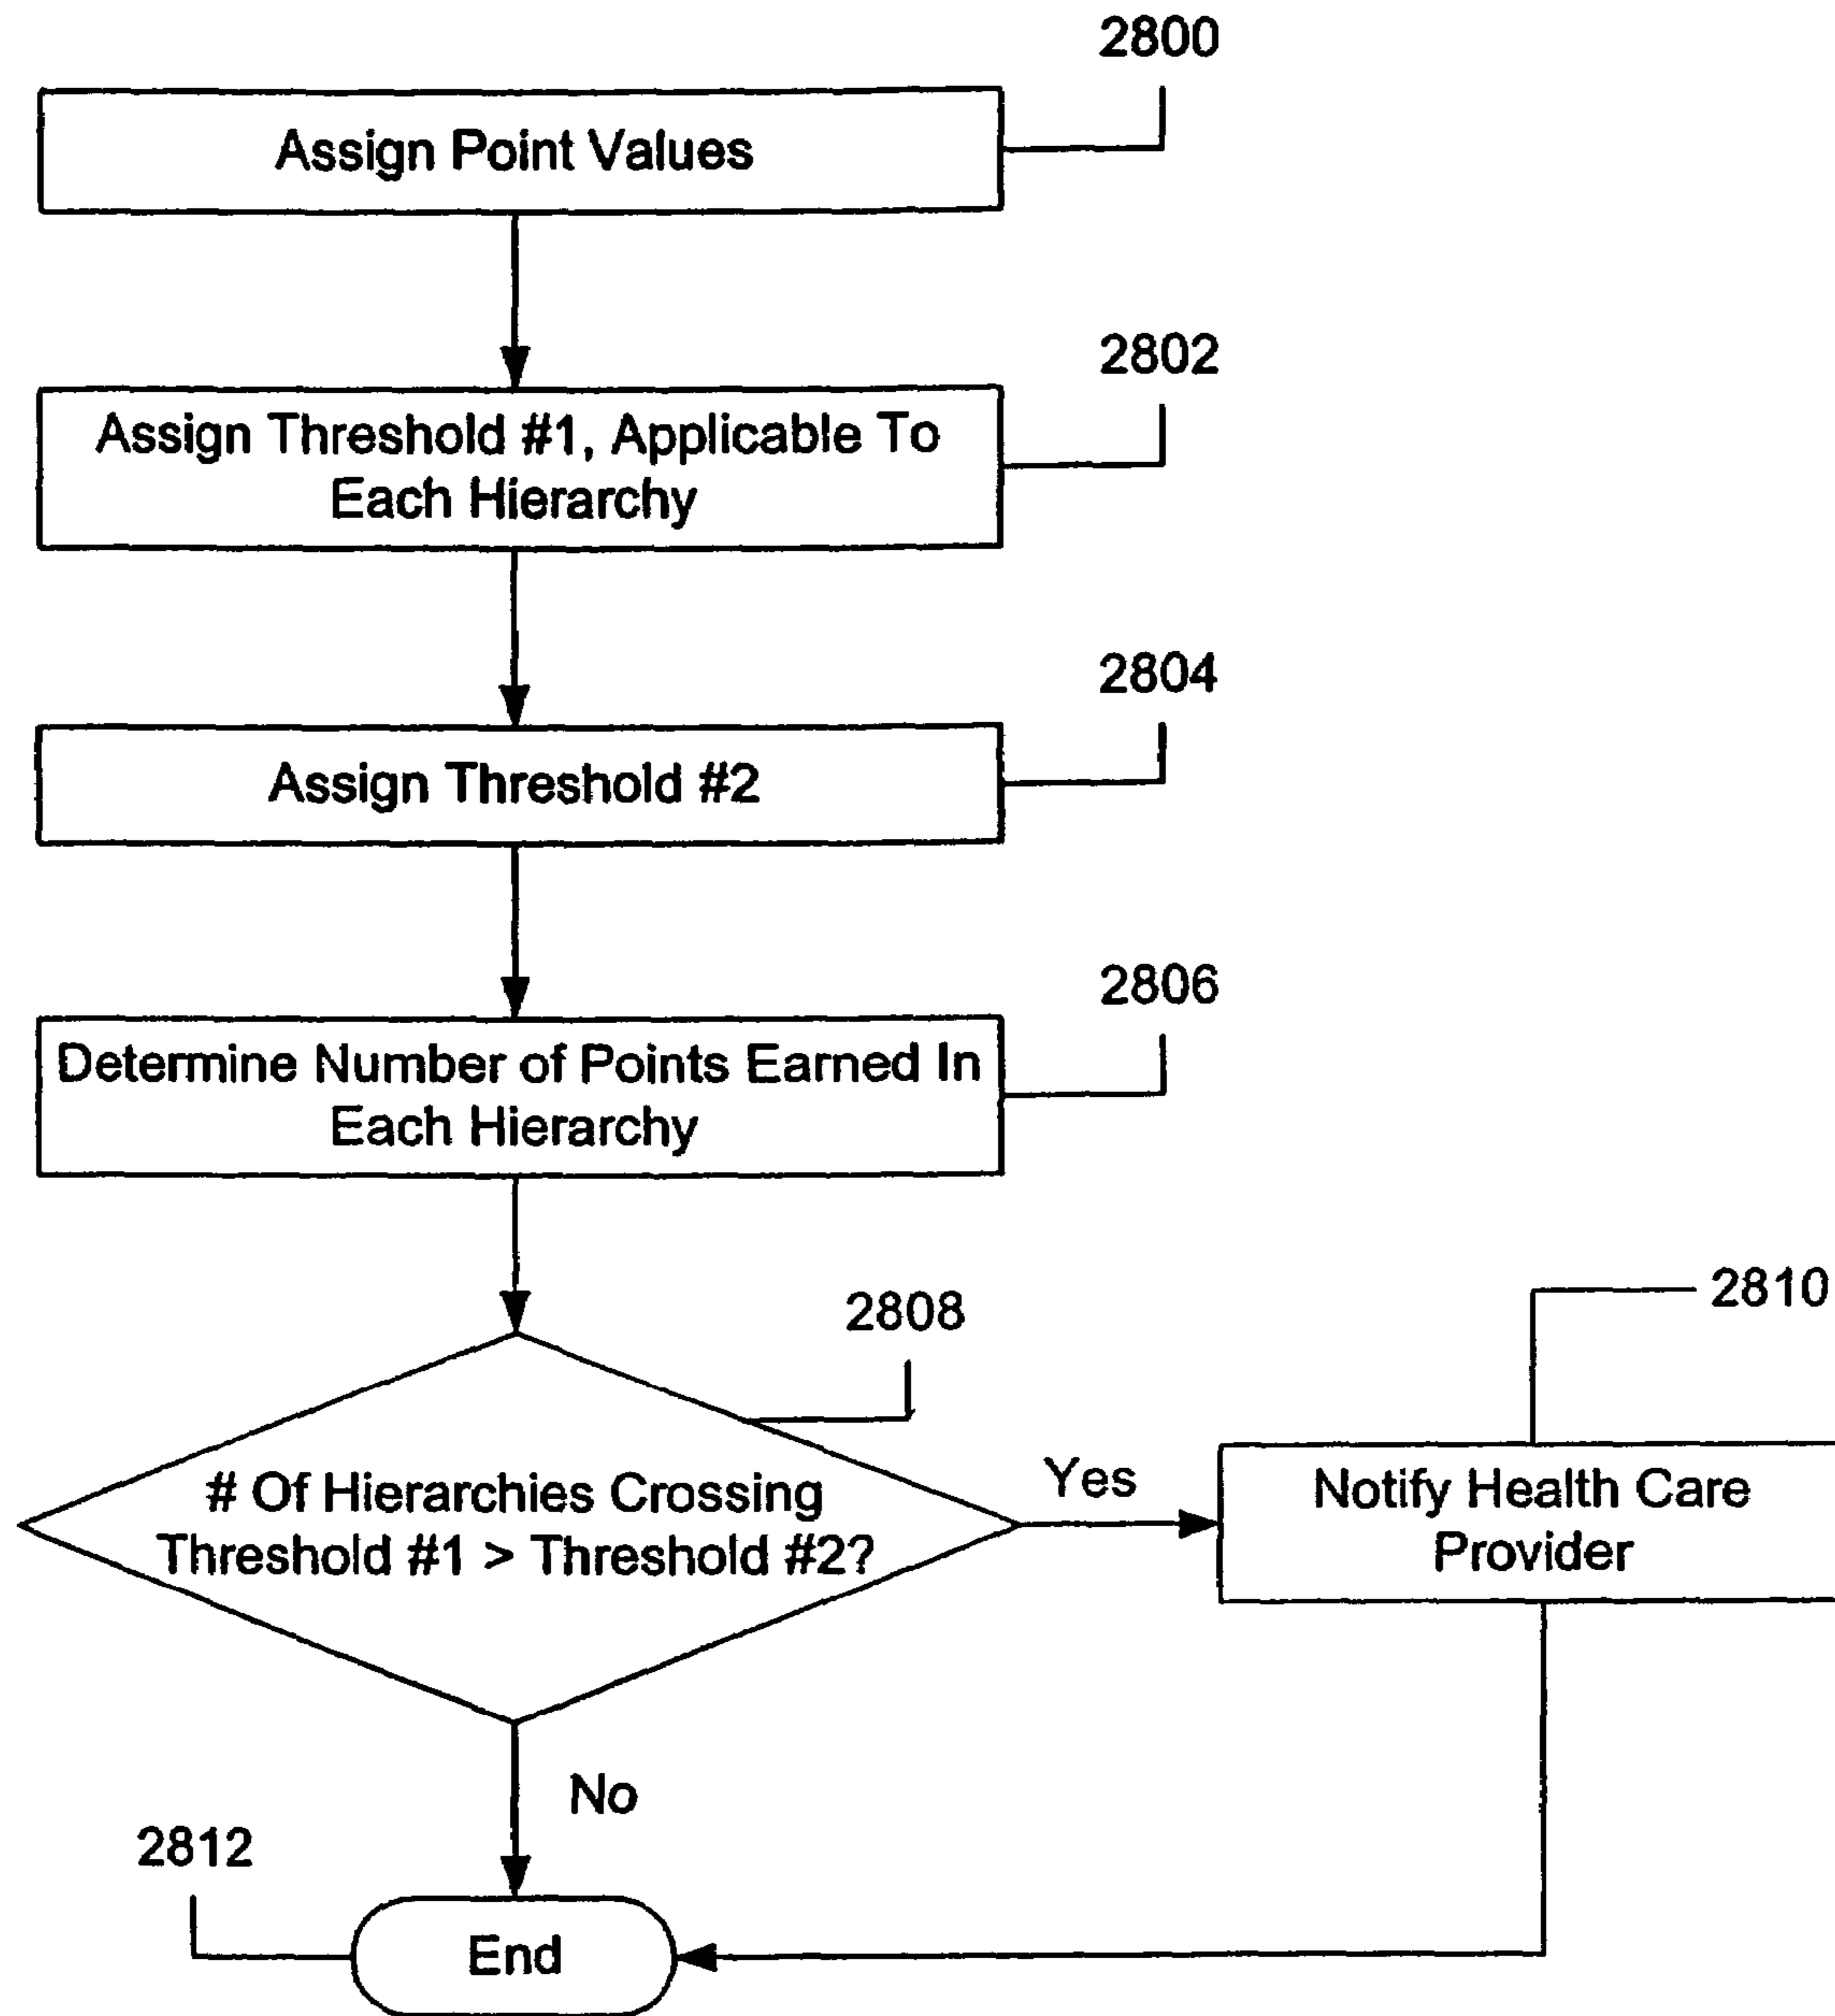 2800
Assign Point Values
2802
Assign Threshold #1, Applicable To
Each Hierarchy
2804
Assign Threshold #2
2806
Determine Number of Points Earned In
Each Hierarchy
2808
# Of Hierarchies Crossing
Threshold #1 > Threshold #2?
Yes
2810
Notify Health Care
Provider
No
2812
End